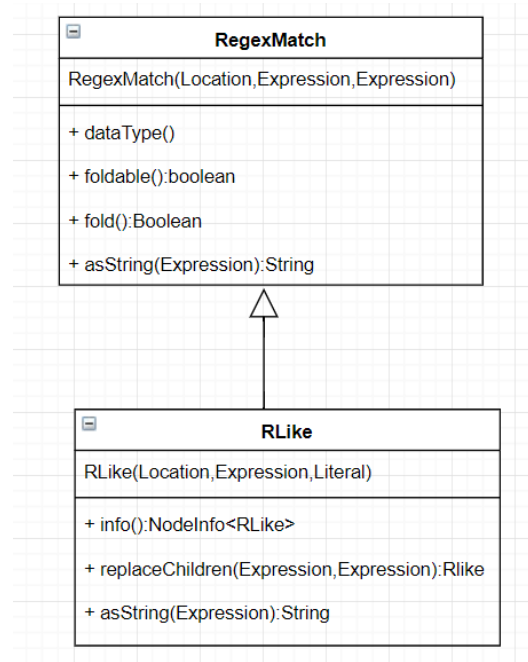 RegexMatch
RegexMatch(Location,Expression,Expression)
+ dataType()
+ foldable():boolean
+ fold():Boolean
+ asString(Expression):String
RLike
RLike(Location,Expression,Literal)
+ info():NodeInfo<RLike>
+ replaceChildren(Expression,Expression):Rlike
+ asString(Expression):String